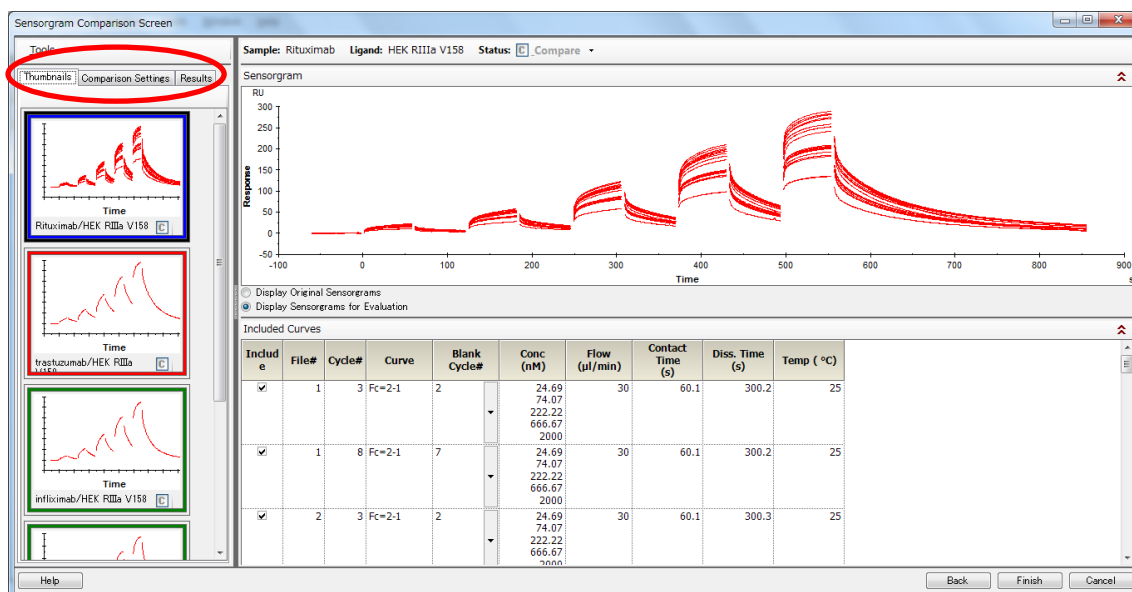 Sensorgram Comparison Screen
Tools
Thumbnails Comparison Settings Results
Time
Rituximab/HEK RIIIa V158 C
Time
trastuzumab/HEK RIIIa C
V158
Time
infliximab/HEK RIIIa V158 C
Sample: Rituximab Ligand: HEK RIIIa V158 Status: C _Compare
Sensorgram
RU
300
250
200
150
100
50
0
-50
Response
-100 0 100 200 300 400 500 600 700 800 900
Time s
Display Original Sensorgrams
Display Sensorgrams for Evaluation
Included Curves
Includ
e File# Cycle# Curve Blank
Cycle# Conc
(nM) Flow
(µl/min) Contact
Time
(s) Diss. Time
(s) Temp ( °C)
1 3 Fc=2-1 2 24.69 30 60.1 300.2 25
74.07
222.22
666.67
2000
1 8 Fc=2-1 7 24.69 30 60.1 300.2 25
74.07
222.22
666.67
2000
2 3 Fc=2-1 2 24.69 30 60.1 300.3 25
74.07
222.22
666.67
2000
Help Back Finish Cancel